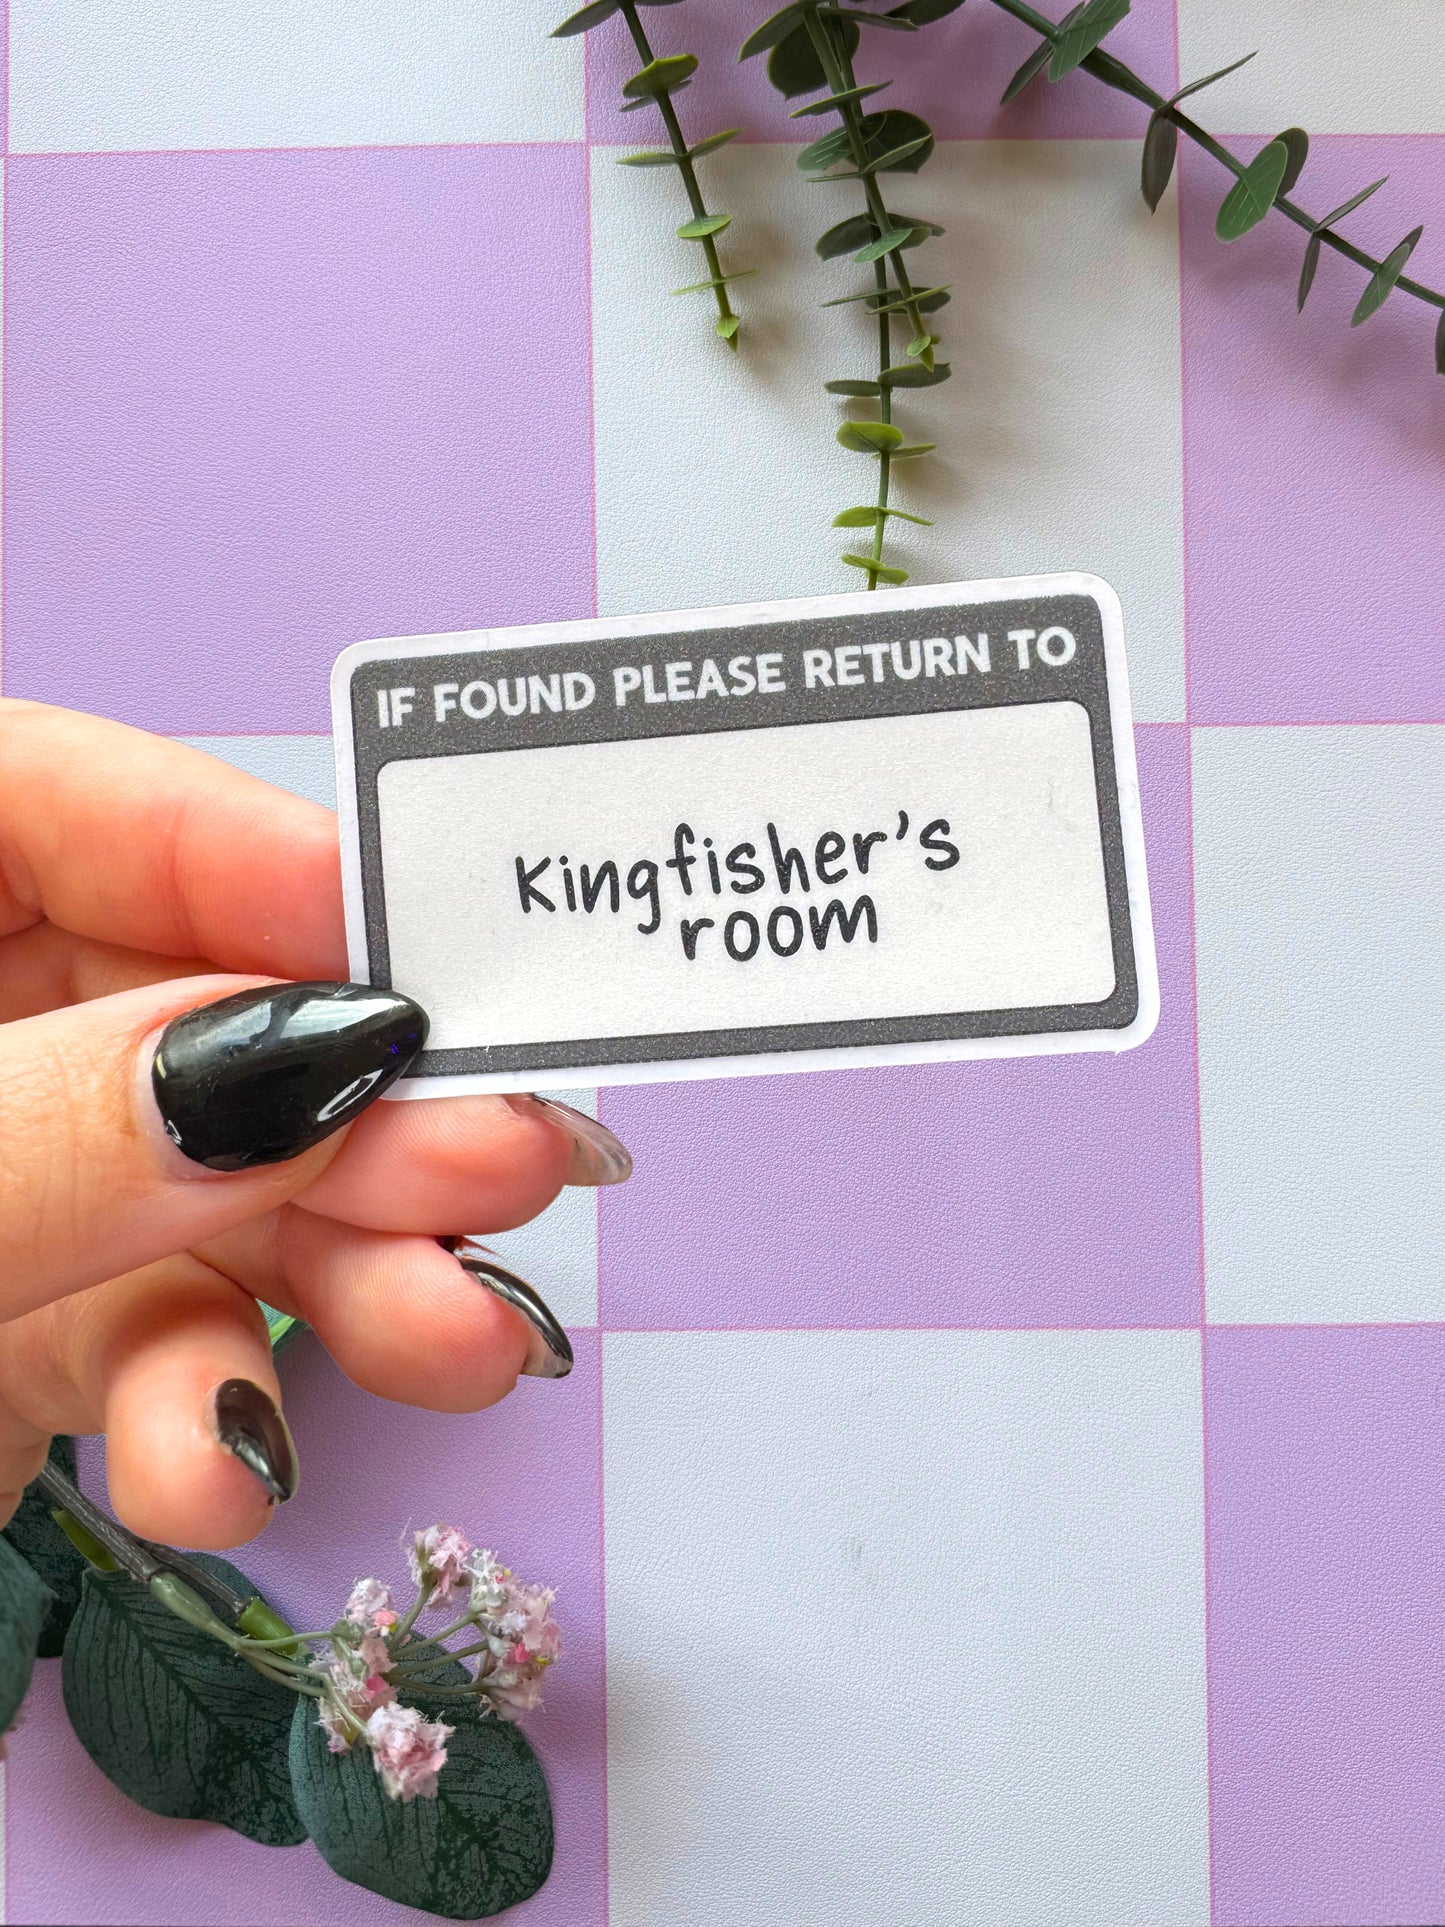 IF FOUND PLEASE RETURN TO
Kingfisher's
room